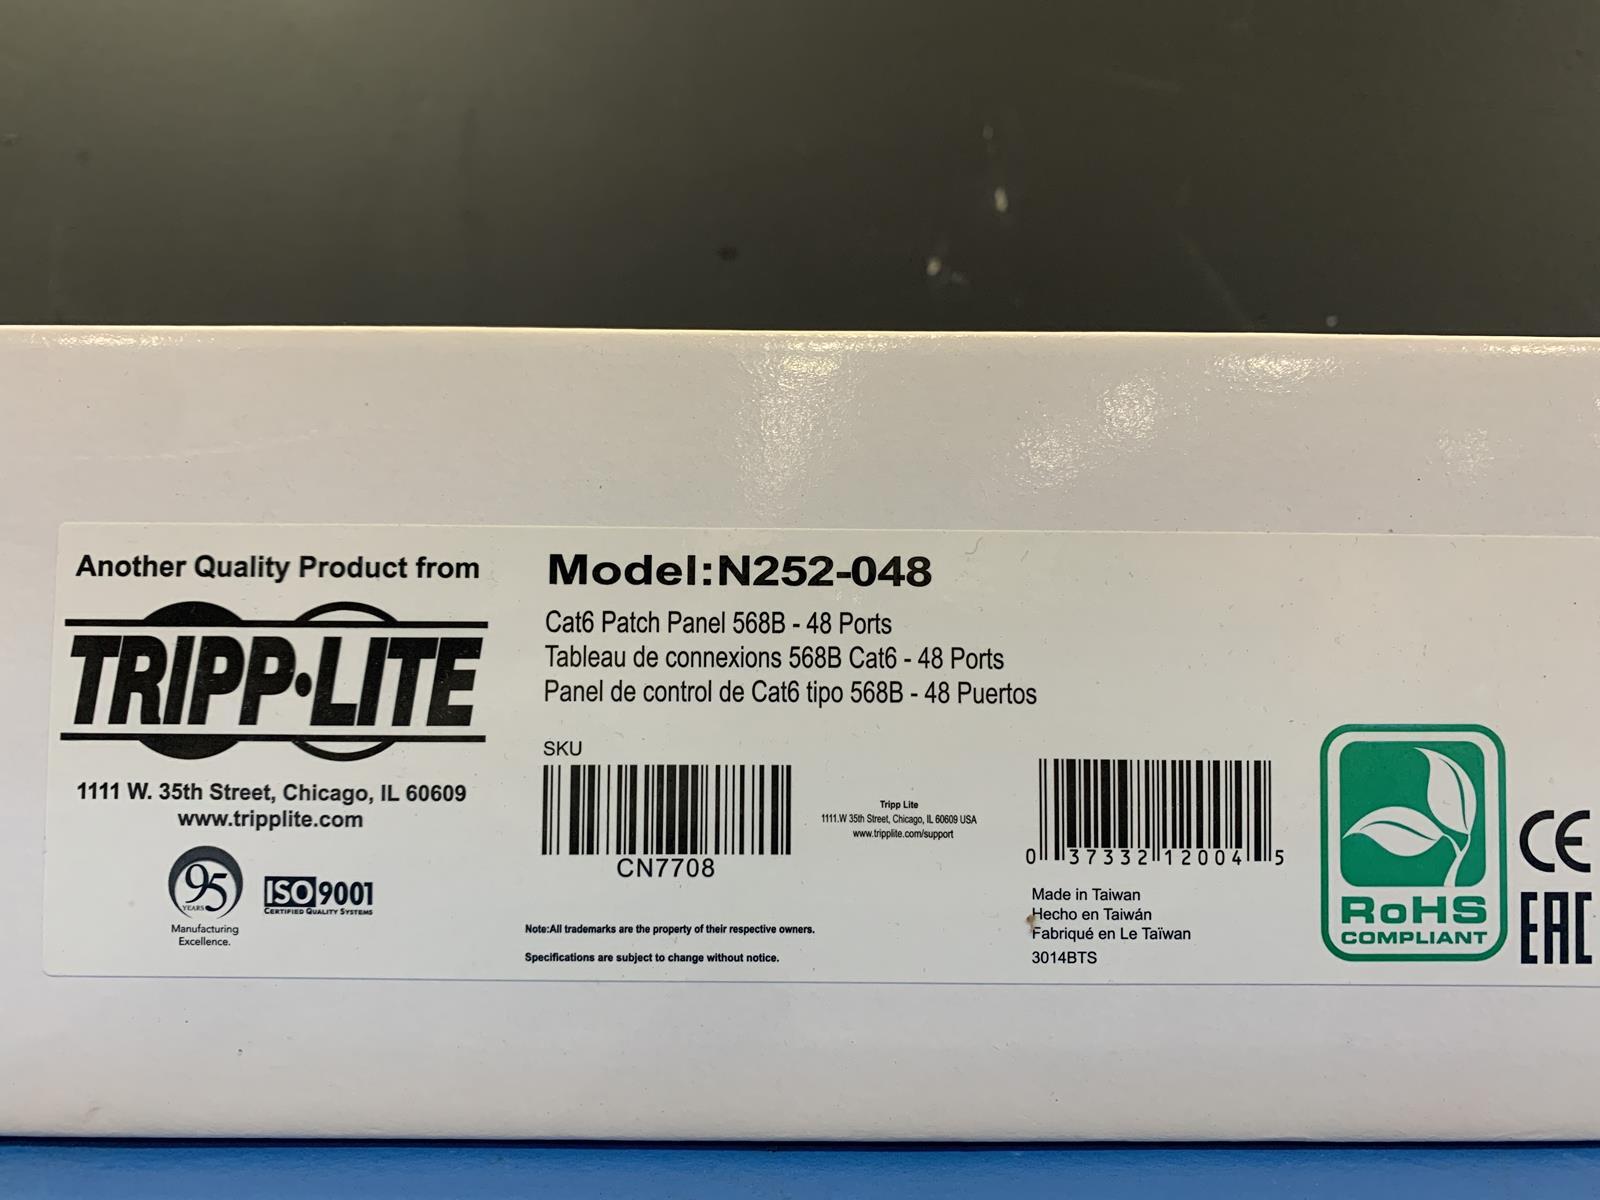 Another Quality Product from
TRIPP·LITE
1111 W. 35th Street, Chicago, IL 60609
www.tripplite.com
95
YEARS
Manufacturing
Excellence.
ISO 9001
CERTIFIED QUALITY SYSTEMS
Model:N252-048
Cat6 Patch Panel 568B - 48 Ports
Tableau de connexions 568B Cat6 - 48 Ports
Panel de control de Cat6 tipo 568B - 48 Puertos
SKU
CN7708
Tripp Lite
1111.W 35th Street, Chicago, IL 60609 USA
www.tripplite.com/support
Note:All trademarks are the property of their respective owners.
Specifications are subject to change without notice.
0 37332 12004 5
Made in Taiwan
Hecho en Taiwán
Fabriqué en Le Taïwan
3014BTS
RoHS
COMPLIANT
CE
EAC